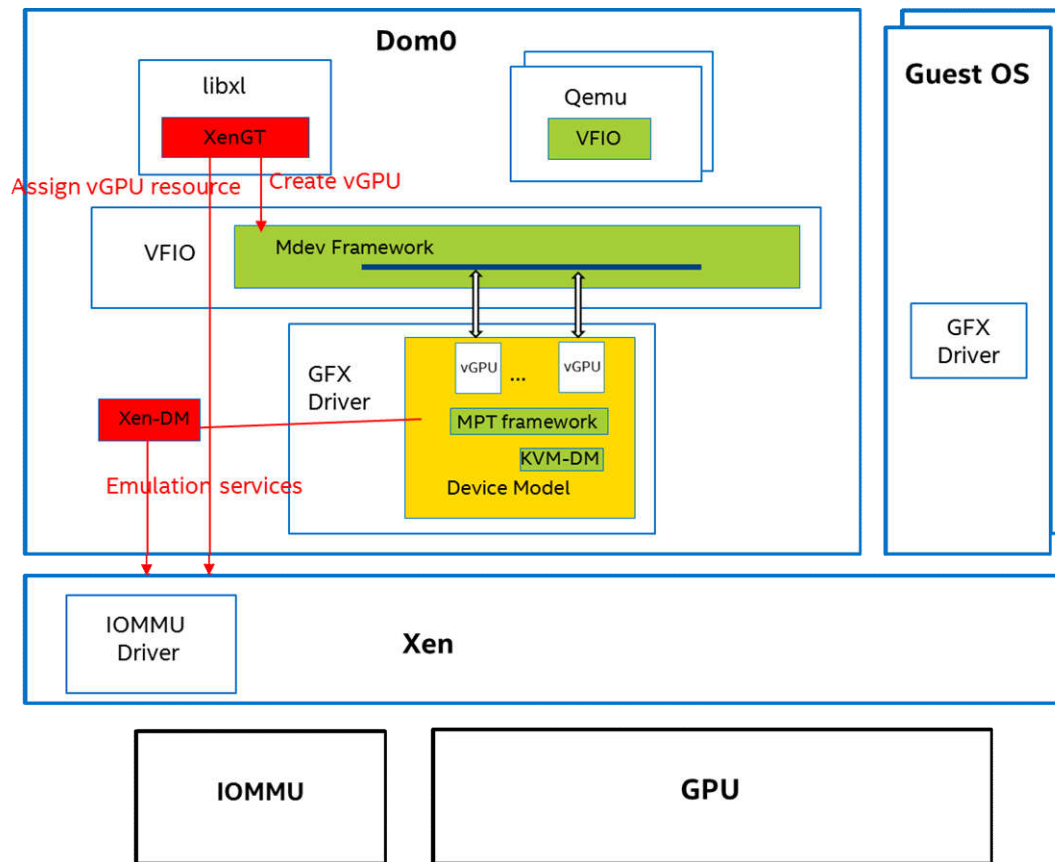 Dom0
Guest OS
libxl
XenGT
Qemu
VFIO
Assign vGPU resource
Create vGPU
VFIO
Mdev Framework
GFX
Driver
vGPU
...
vGPU
GFX
Driver
Xen-DM
MPT framework
KVM-DM
Device Model
Emulation services
IOMMU
Driver
Xen
IOMMU
GPU